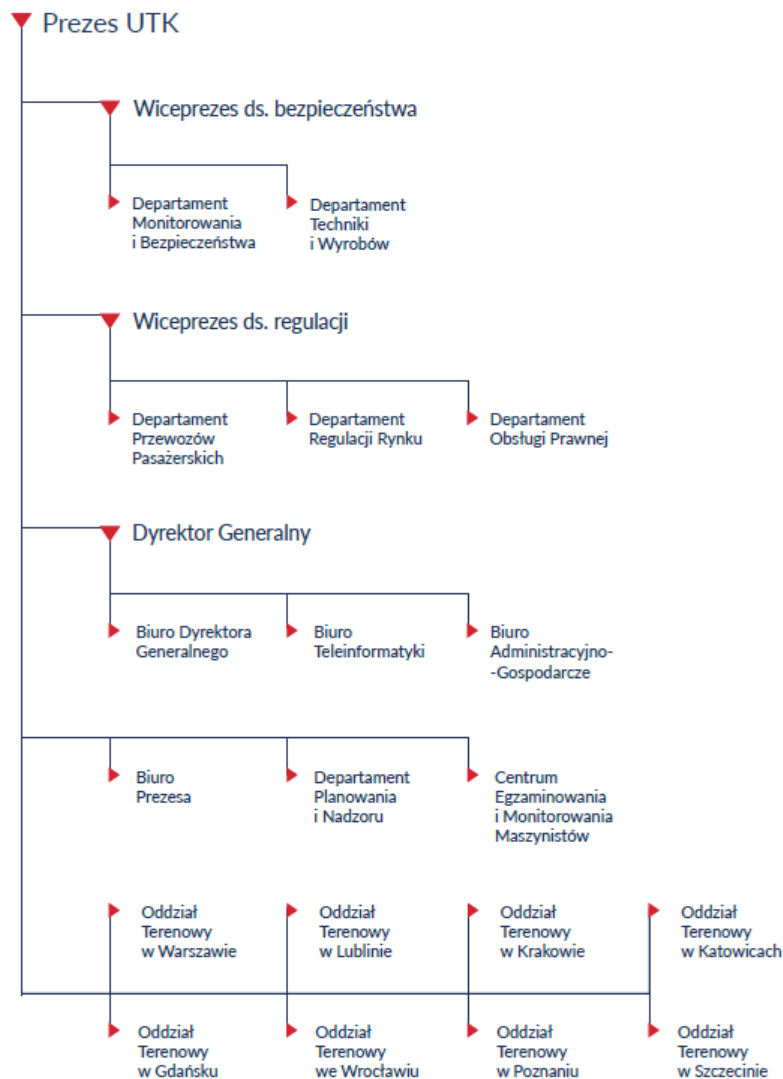 Prezes UTK
Wiceprezes ds. bezpieczeństwa
Departament
Monitorowania
i Bezpieczeństwa
Departament
Techniki
i Wyrobów
Wiceprezes ds. regulacji
Departament
Przewozów
Pasażerskich
Departament
Regulacji Rynku
Departament
Obsługi Prawnej
Dyrektor Generalny
Biuro Dyrektora
Generalnego
Biuro
Teleinformatyki
Biuro
Administracyjno-
-Gospodarcze
Biuro
Prezesa
Departament
Planowania
i Nadzoru
Centrum
Egzaminowania
i Monitorowania
Maszynistów
Oddział
Terenowy
w Warszawie
Oddział
Terenowy
w Lublinie
Oddział
Terenowy
w Krakowie
Oddział
Terenowy
w Katowicach
Oddział
Terenowy
w Gdańsku
Oddział
Terenowy
we Wrocławiu
Oddział
Terenowy
w Poznaniu
Oddział
Terenowy
w Szczecinie